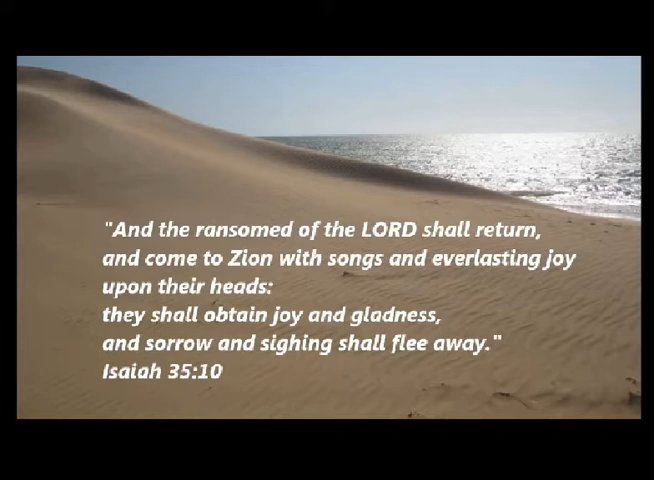 "And the ransomed of the LORD shall return,
and come to Zion with songs and everlasting joy
upon their heads:
they shall obtain joy and gladness,
and sorrow and sighing shall flee away."
Isaiah 35:10